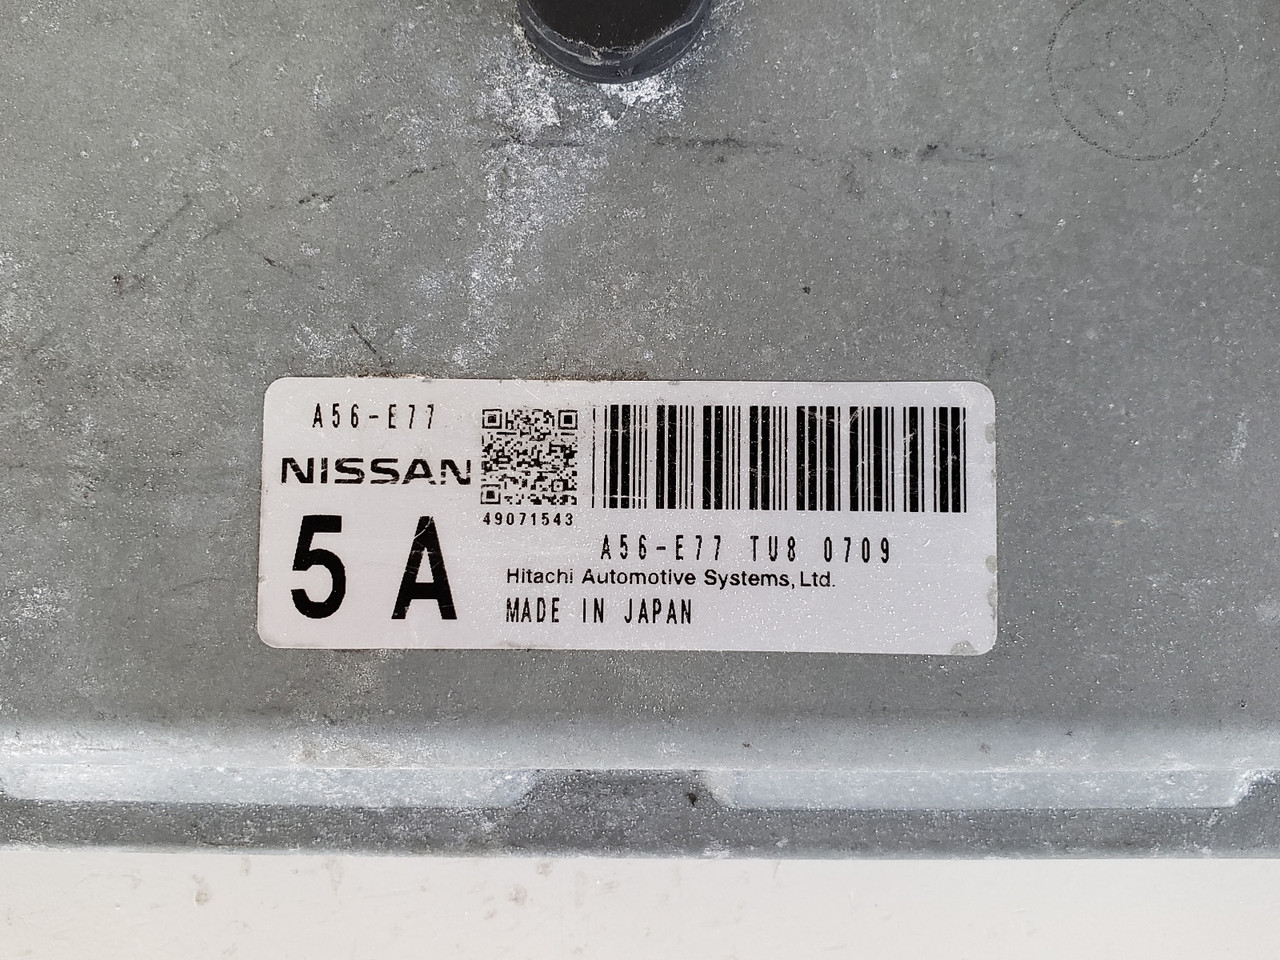 A56-E77
NISSAN
5 A
49071543
A56-E77 TU8 0709
Hitachi Automotive Systems, Ltd.
MADE IN JAPAN